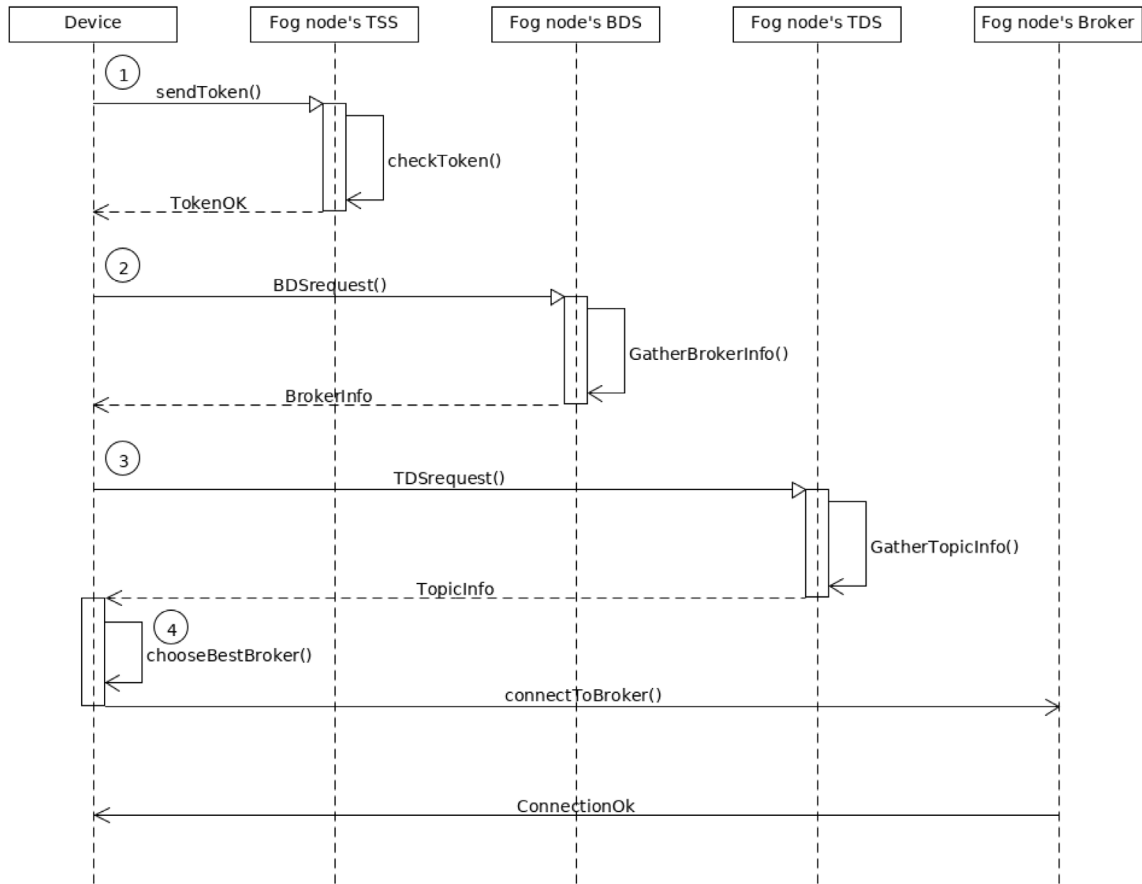 Device
Fog node's TSS
Fog node's BDS
Fog node's TDS
Fog node's Broker
1
sendToken()
checkToken()
TokenOK
2
BDSrequest()
GatherBrokerInfo()
BrokerInfo
3
TDSrequest()
GatherTopicInfo()
TopicInfo
4
chooseBestBroker()
connectToBroker()
ConnectionOk